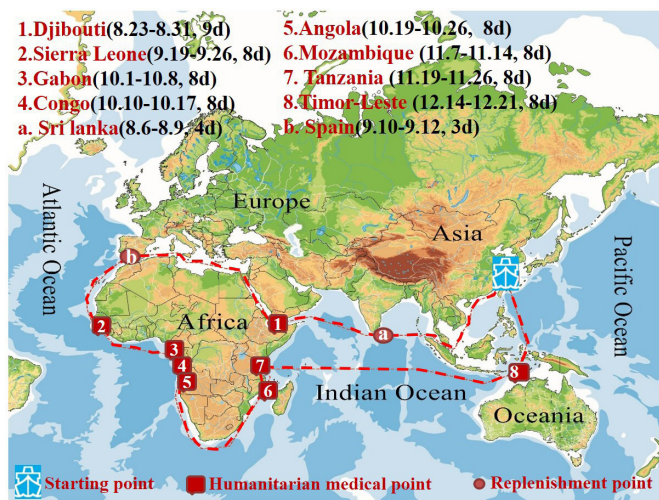 1.Djibouti(8.23-8.31, 9d)
2.Sierra Leone(9.19-9.26, 8d)
3.Gabon(10.1-10.8, 8d)
4.Congo(10.10-10.17, 8d)
a. Sri lanka(8.6-8.9, 4d)
5.Angola(10.19-10.26, 8d)
6.Mozambique(11.7-11.14, 8d)
7. Tanzania (11.19-11.26, 8d)
8.Timor-Leste (12.14-12.21, 8d)
b. Spain(9.10-9.12, 3d)
Atlantic Ocean
Europe
Asia
Pacific Ocean
b
Africa
1
a
2
3
4
5
7
6
8
Indian Ocean
Oceania
Starting point
Humanitarian medical point
Replenishment point